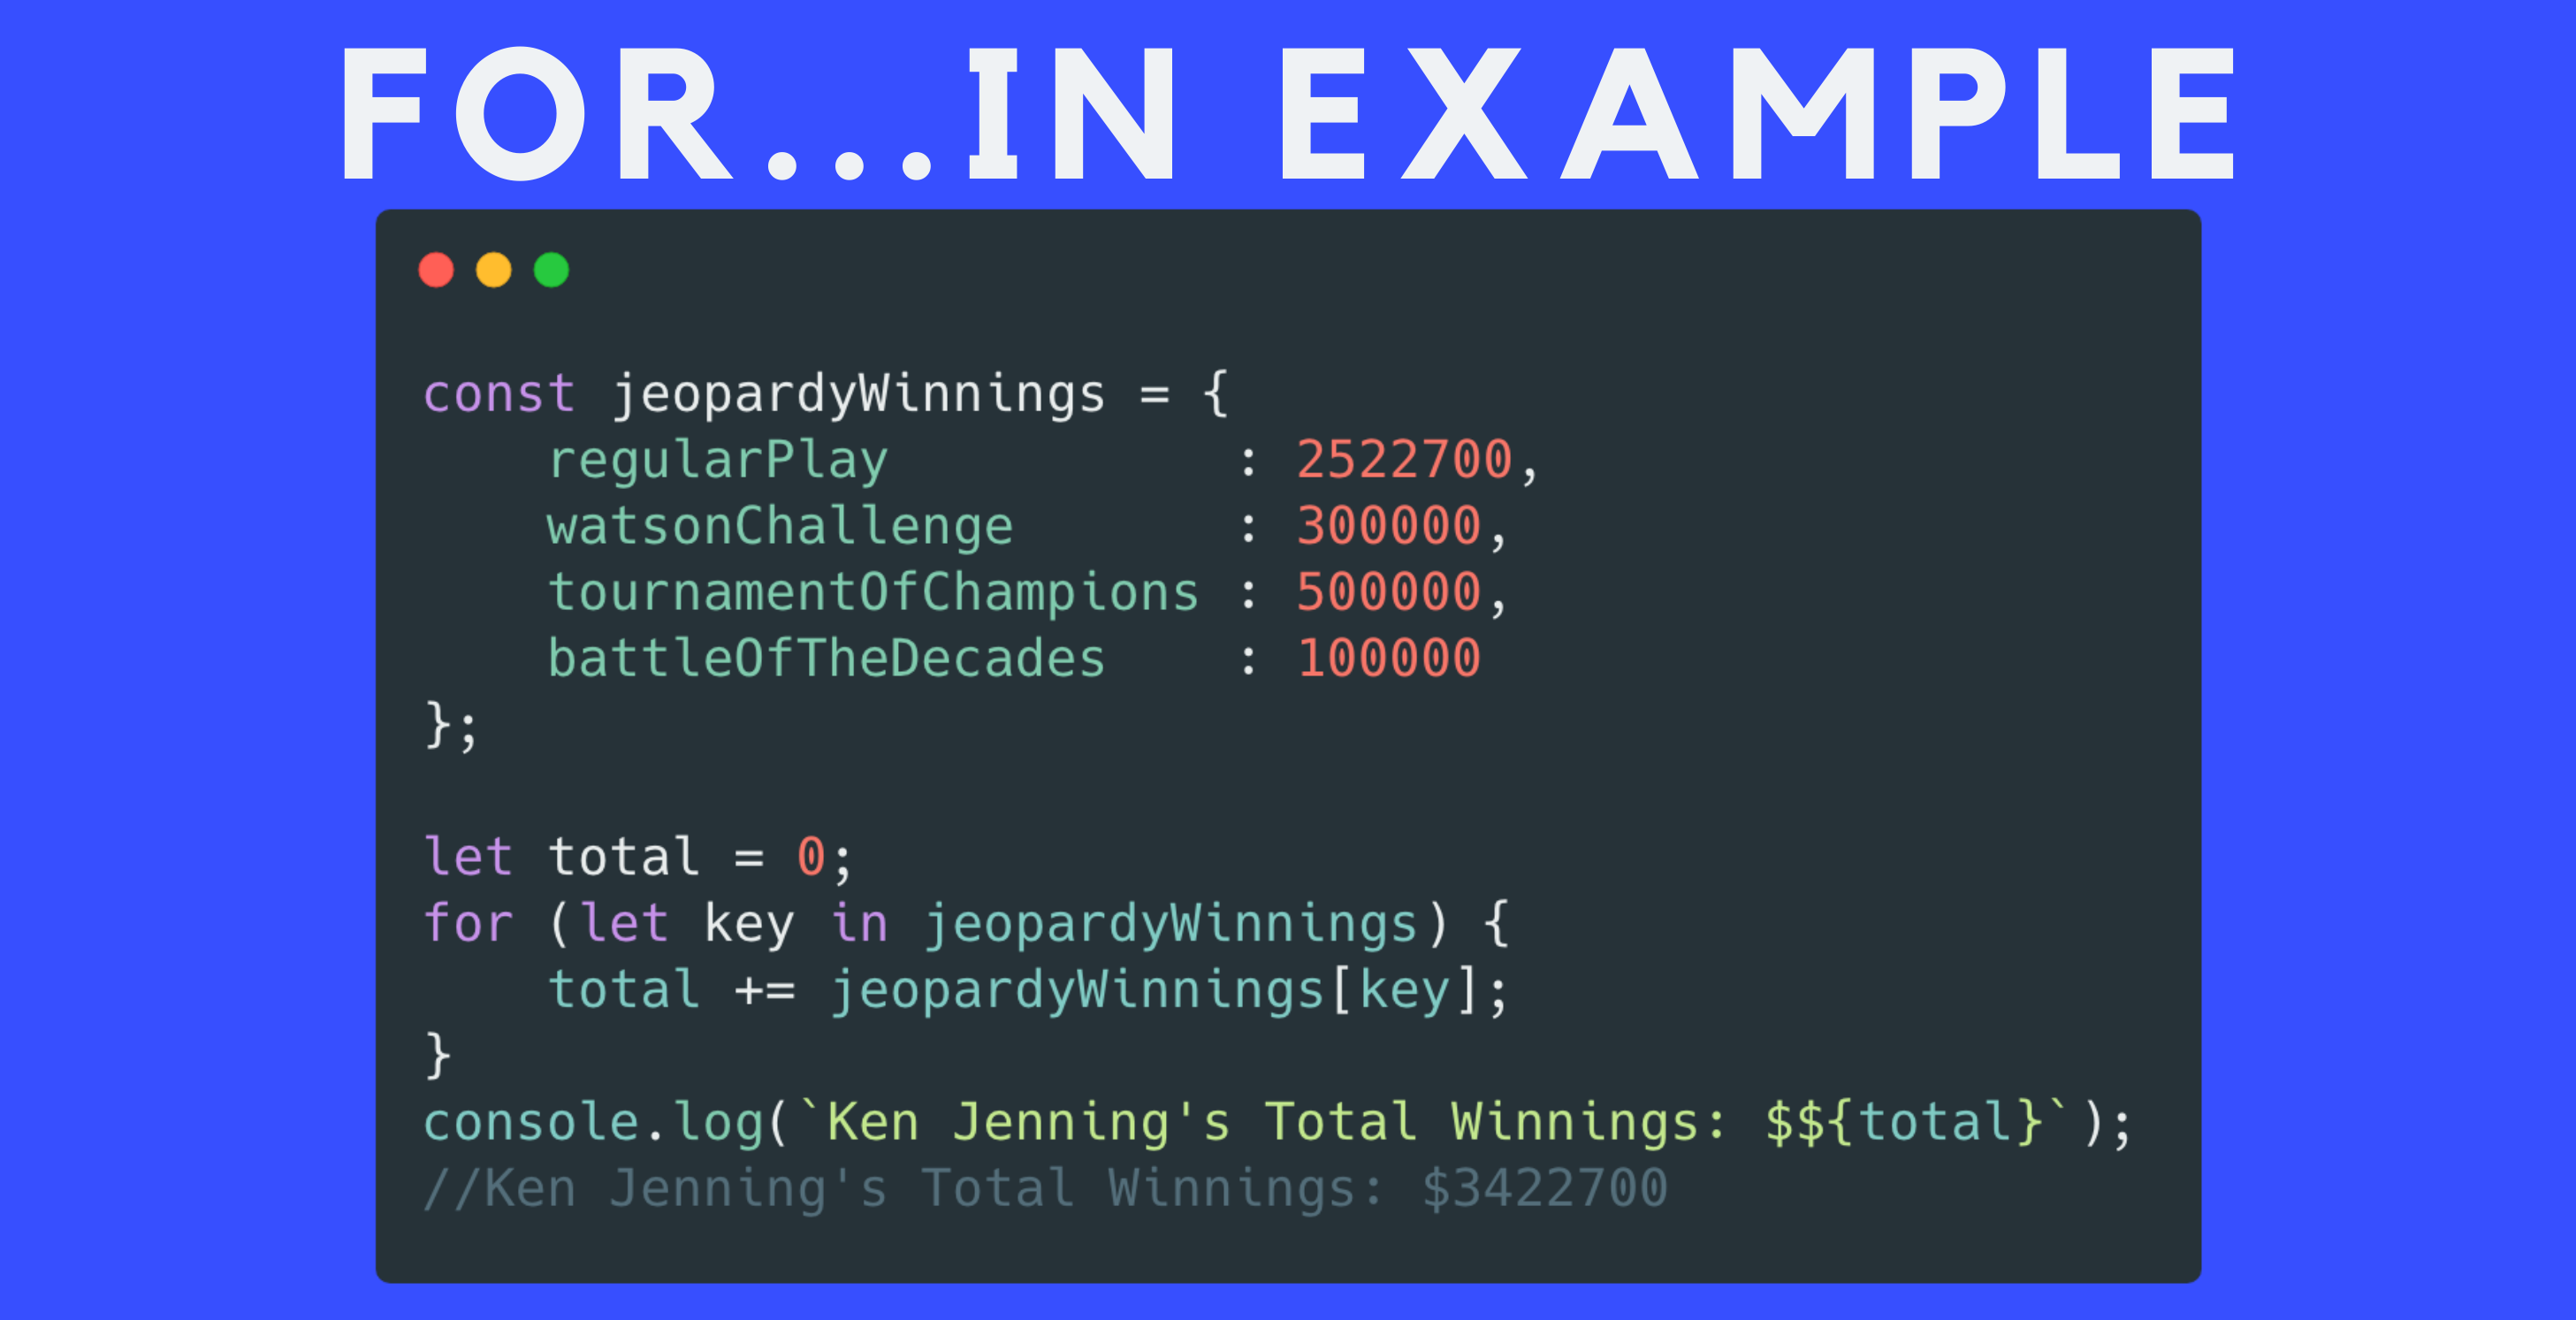 FOR...IN EXAMPLE
const jeopardyWinnings = {
    regularPlay           : 2522700,
    watsonChallenge       : 300000,
    tournamentOfChampions : 500000,
    battleOfTheDecades    : 100000
};
let total = 0;
for (let key in jeopardyWinnings) {
    total += jeopardyWinnings[key];
}
console.log(`Ken Jenning's Total Winnings: $${total}`);
//Ken Jenning's Total Winnings: $3422700